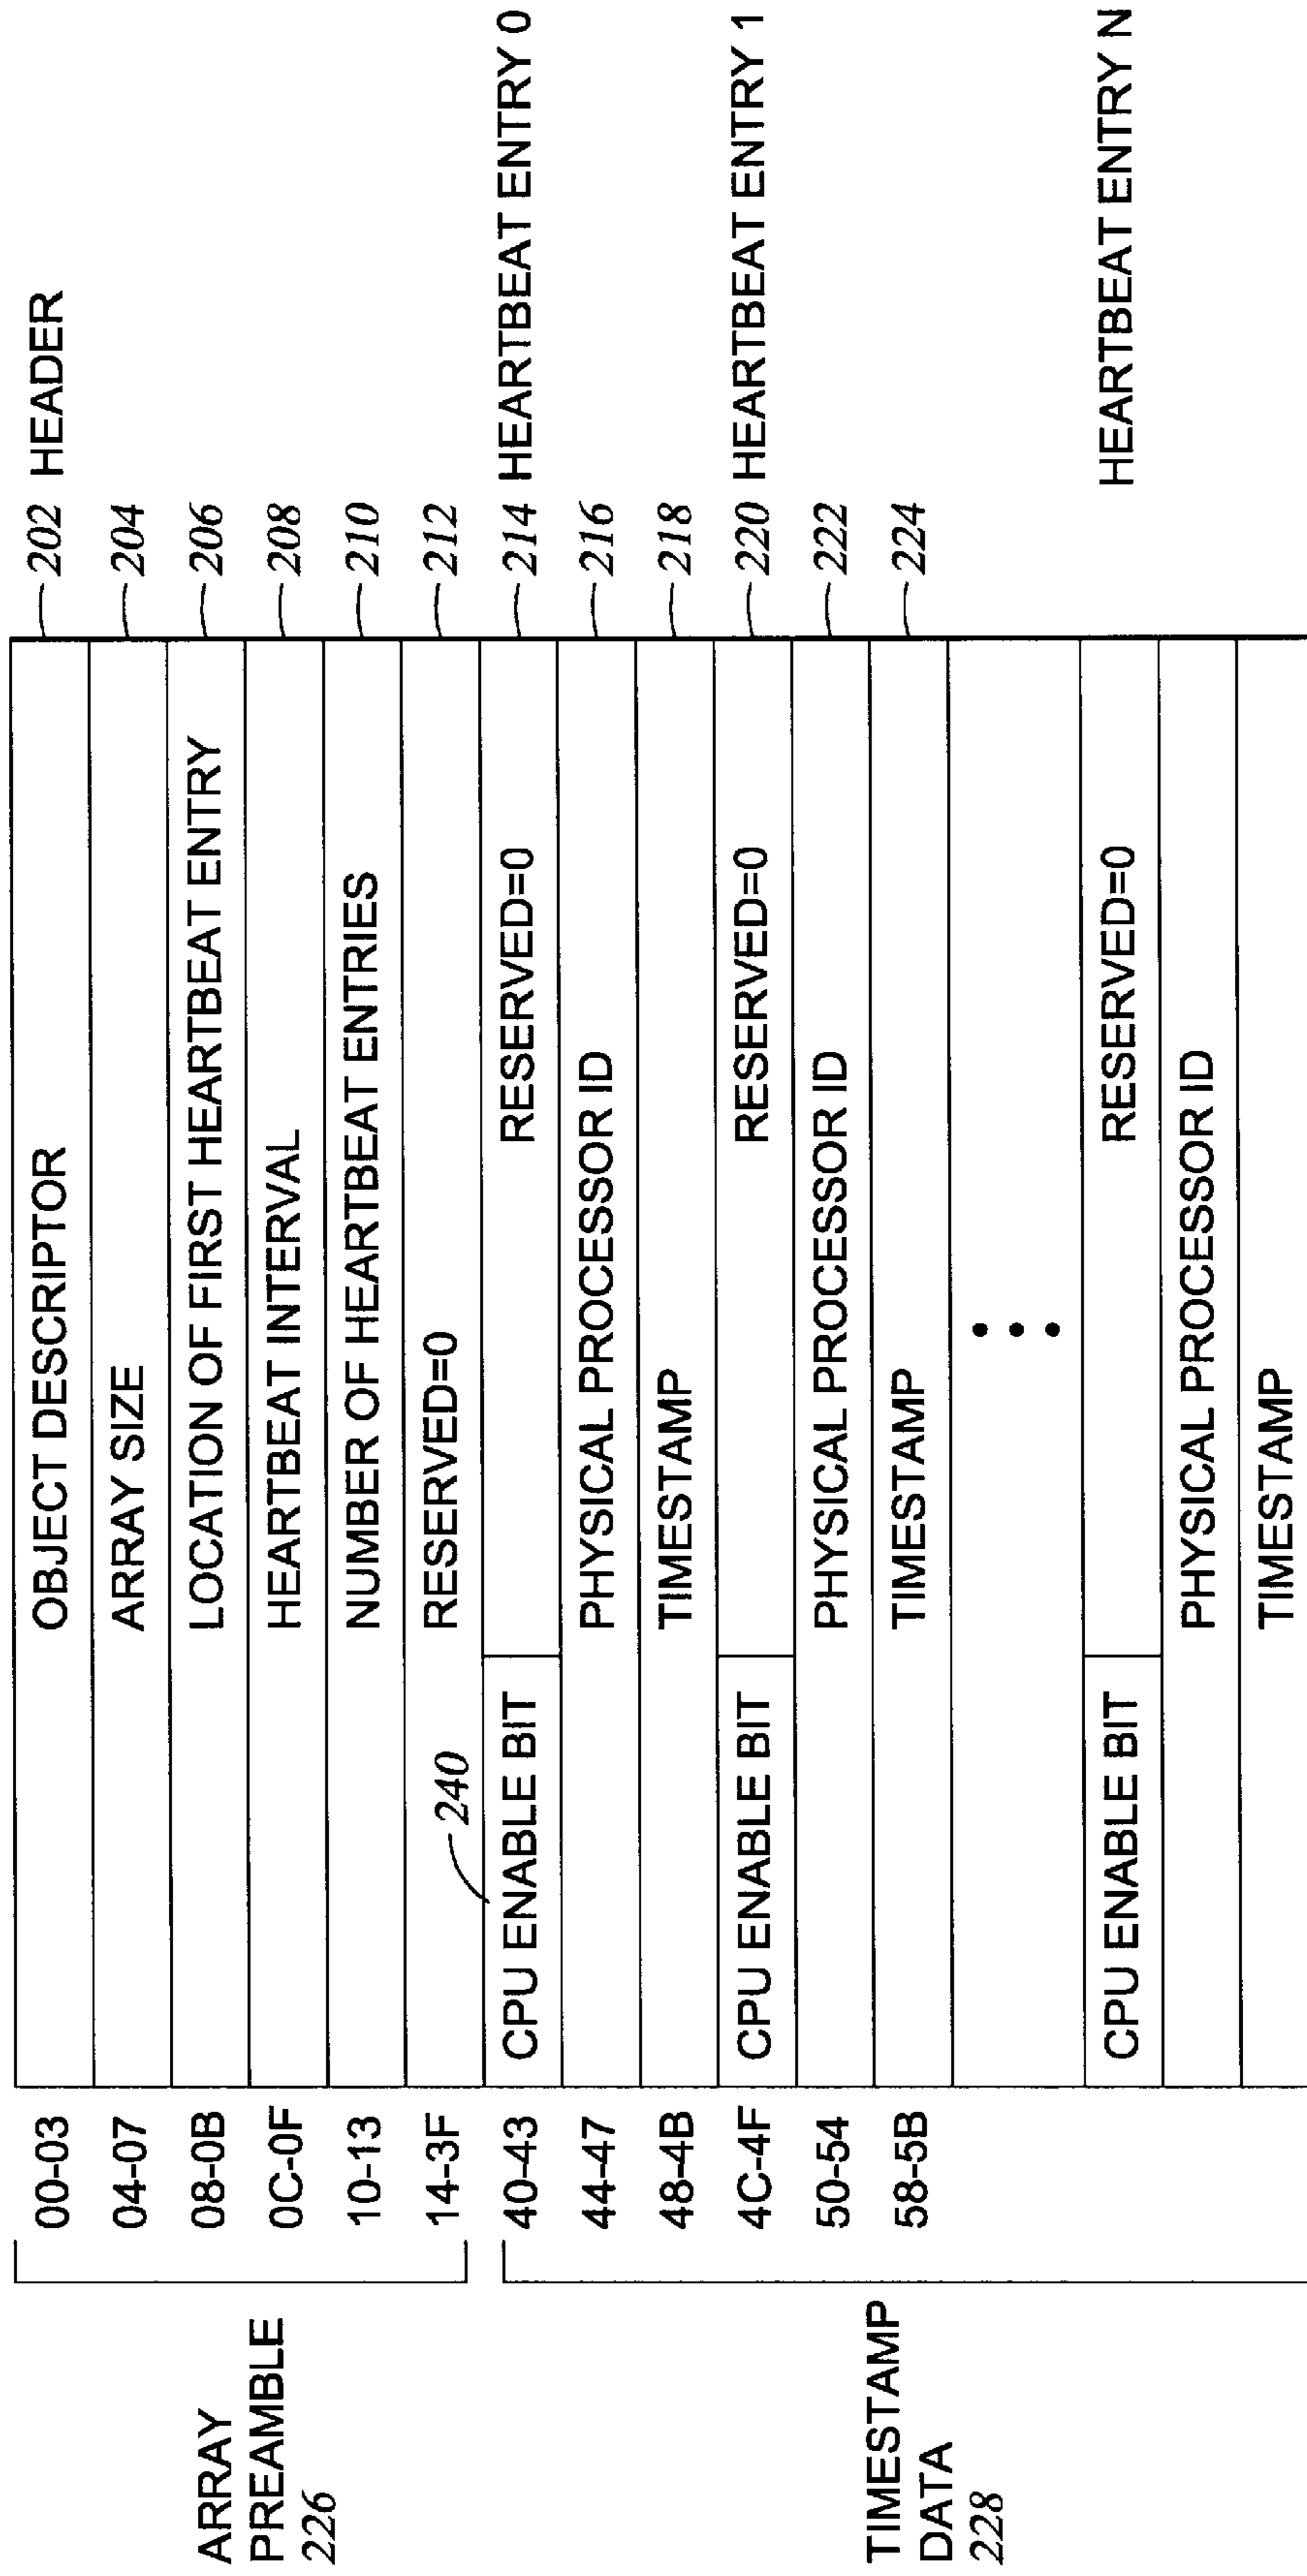 ARRAY
PREAMBLE
226
00-03 OBJECT DESCRIPTOR 202 HEADER
04-07 ARRAY SIZE 204
08-0B LOCATION OF FIRST HEARTBEAT ENTRY 206
0C-0F HEARTBEAT INTERVAL 208
10-13 NUMBER OF HEARTBEAT ENTRIES 210
14-3F RESERVED=0 212
240
TIMESTAMP
DATA
228
40-43 CPU ENABLE BIT RESERVED=0 214 HEARTBEAT ENTRY 0
44-47 PHYSICAL PROCESSOR ID 216
48-4B TIMESTAMP 218
4C-4F CPU ENABLE BIT RESERVED=0 220 HEARTBEAT ENTRY 1
50-54 PHYSICAL PROCESSOR ID 222
58-5B TIMESTAMP 224
CPU ENABLE BIT RESERVED=0 HEARTBEAT ENTRY N
PHYSICAL PROCESSOR ID
TIMESTAMP